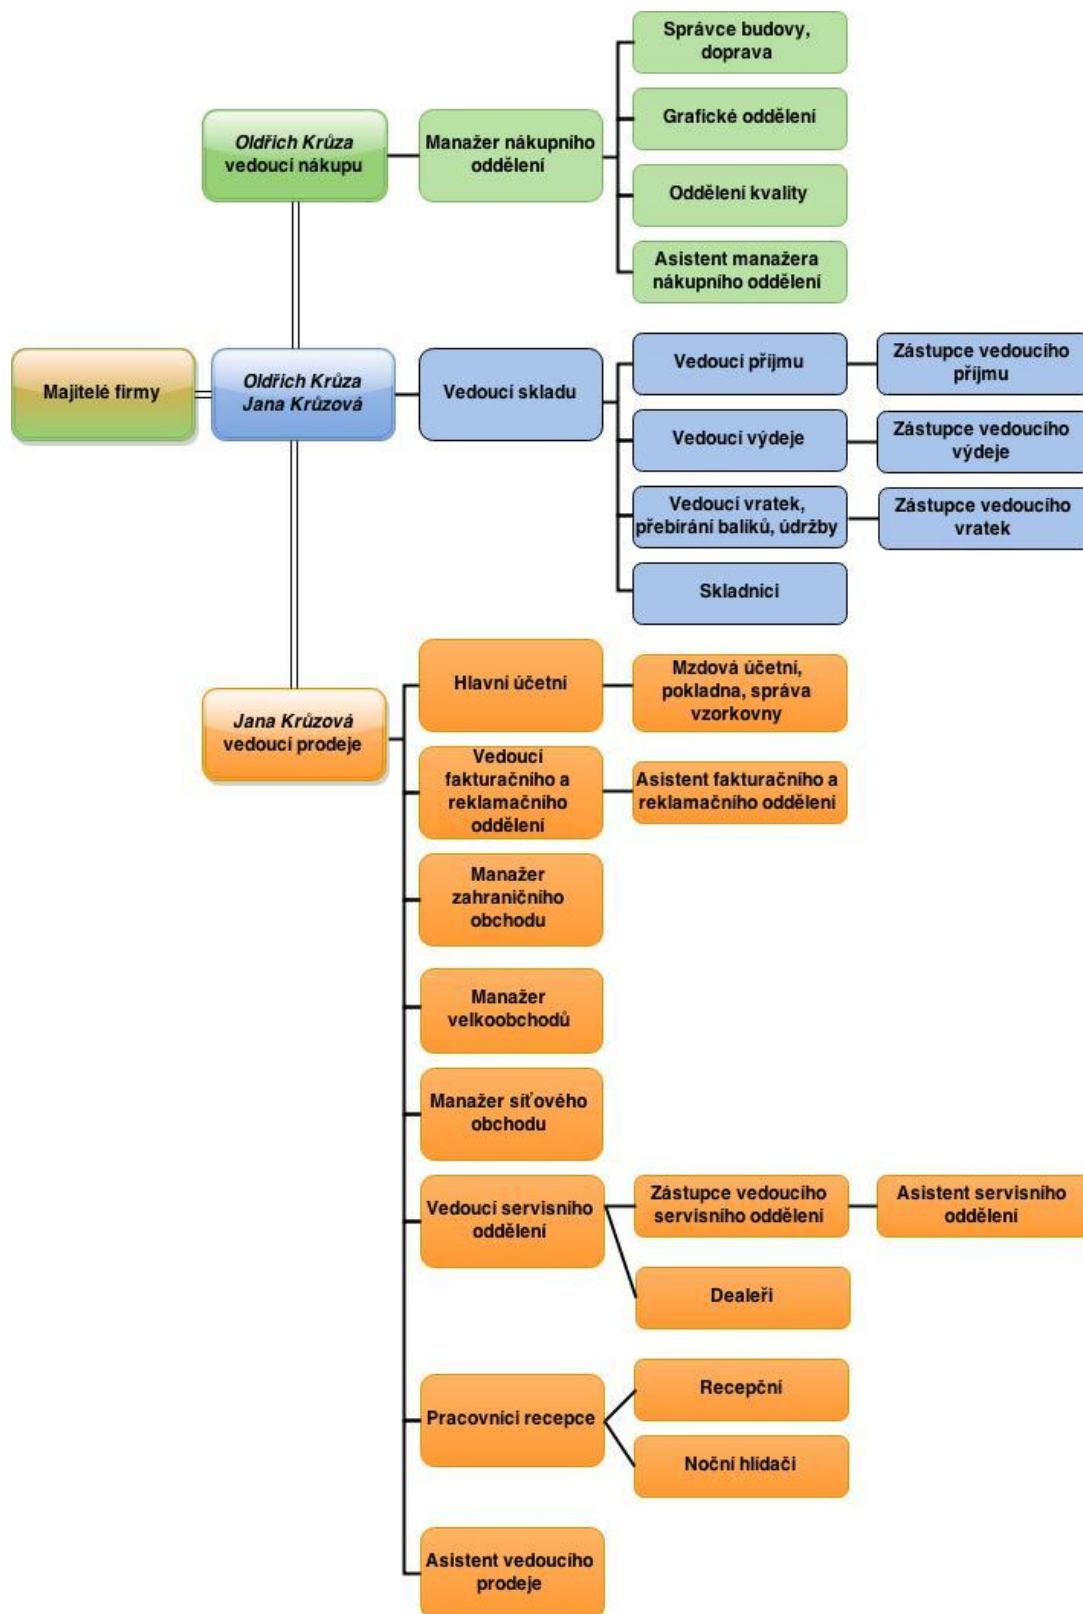 Správce budovy,
doprava
Grafické oddělení
Oldřich Krůza
vedoucí nákupu
Manažer nákupního
oddělení
Oddělení kvality
Asistent manažera
nákupního oddělení
Majitelé firmy
Oldřich Krůza
Jana Krůzová
Vedoucí skladu
Vedoucí příjmu
Zástupce vedoucího
příjmu
Vedoucí výdeje
Zástupce vedoucího
výdeje
Vedoucí vratek,
přebírání balíků, údržby
Zástupce vedoucího
vratek
Skladníci
Jana Krůzová
vedoucí prodeje
Hlavní účetní
Mzdová účetní,
pokladna, správa
vzorkovny
Vedoucí
fakturačního a
reklamačního
oddělení
Asistent fakturačního a
reklamačního oddělení
Manažer
zahraničního
obchodu
Manažer
velkoobchodů
Manažer síťového
obchodu
Vedoucí servisního
oddělení
Zástupce vedoucího
servisního oddělení
Asistent servisního
oddělení
Dealeři
Pracovníci recepce
Recepční
Noční hlídači
Asistent vedoucího
prodeje